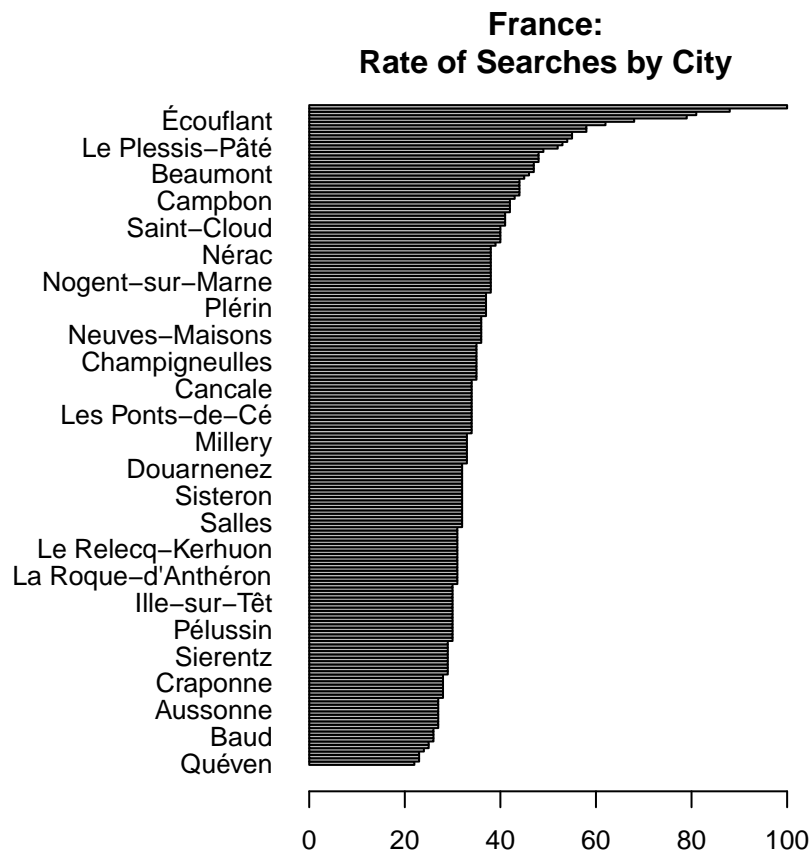 France:
Rate of Searches by City
Écouflant
Le Plessis−Pâté
Beaumont
Campbon
Saint−Cloud
Nérac
Nogent−sur−Marne
Plérin
Neuves−Maisons
Champigneulles
Cancale
Les Ponts−de−Cé
Millery
Douarnenez
Sisteron
Salles
Le Relecq−Kerhuon
La Roque−d'Anthéron
Ille−sur−Têt
Pélussin
Sierentz
Craponne
Aussonne
Baud
Quéven
0 20 40 60 80 100